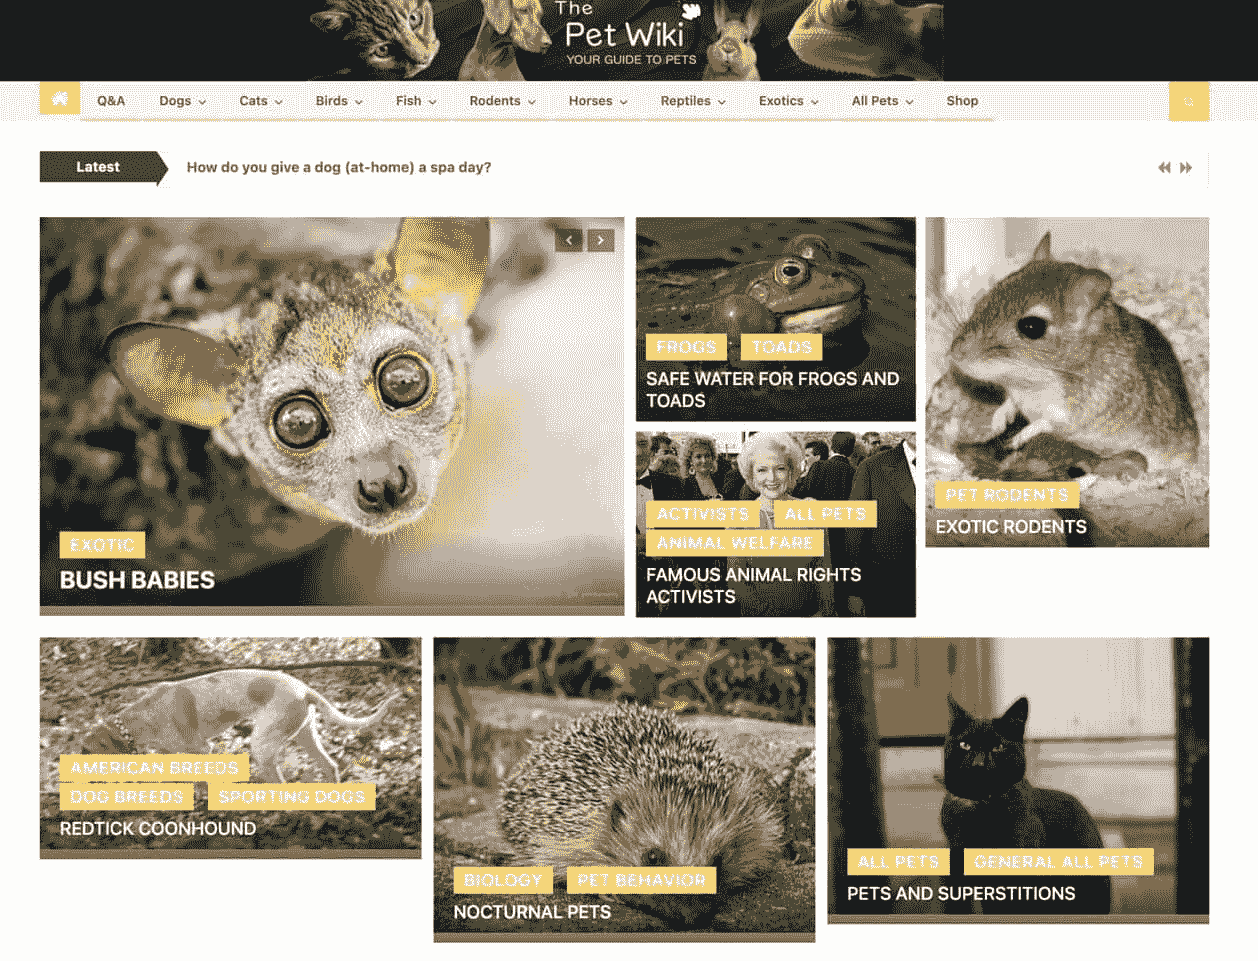 The
Pet Wiki
YOUR GUIDE TO PETS
Q&A Dogs Cats Birds Fish Rodents Horses Reptiles Exotics All Pets Shop
Latest How do you give a dog (at-home) a spa day?
EXOTIC
BUSH BABIES
FROGS TOADS
SAFE WATER FOR FROGS AND
TOADS
ACTIVISTS ALL PETS
ANIMAL WELFARE
FAMOUS ANIMAL RIGHTS
ACTIVISTS
PET RODENTS
EXOTIC RODENTS
AMERICAN BREEDS
DOG BREEDS SPORTING DOGS
REDTICK COONHOUND
BIOLOGY PET BEHAVIOR
NOCTURNAL PETS
ALL PETS GENERAL ALL PETS
PETS AND SUPERSTITIONS